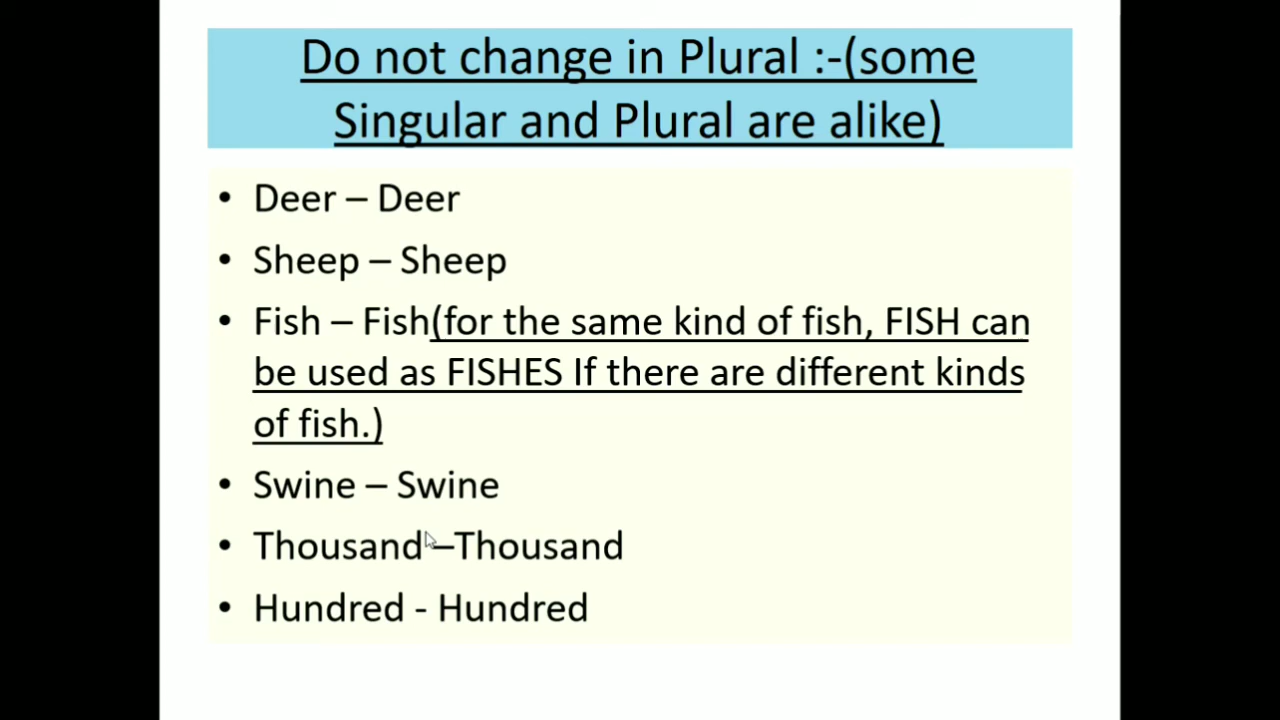 Do not change in Plural :-(some
Singular and Plural are alike)
• Deer – Deer
• Sheep – Sheep
• Fish – Fish(for the same kind of fish, FISH can
be used as FISHES If there are different kinds
of fish.)
• Swine – Swine
• Thousand –Thousand
• Hundred - Hundred